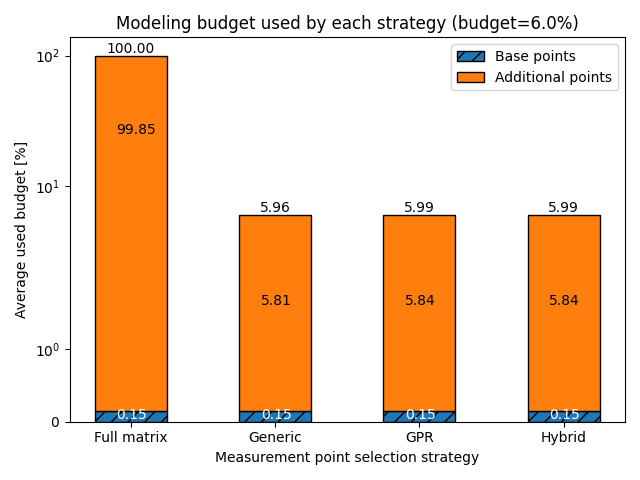 Modeling budget used by each strategy (budget=6.0%)
Average used budget [%]
10²
10¹
10⁰
0
Base points
Additional points
100.00
99.85
0.15
5.96
5.81
0.15
5.99
5.84
0.15
5.99
5.84
0.15
Full matrix Generic GPR Hybrid
Measurement point selection strategy